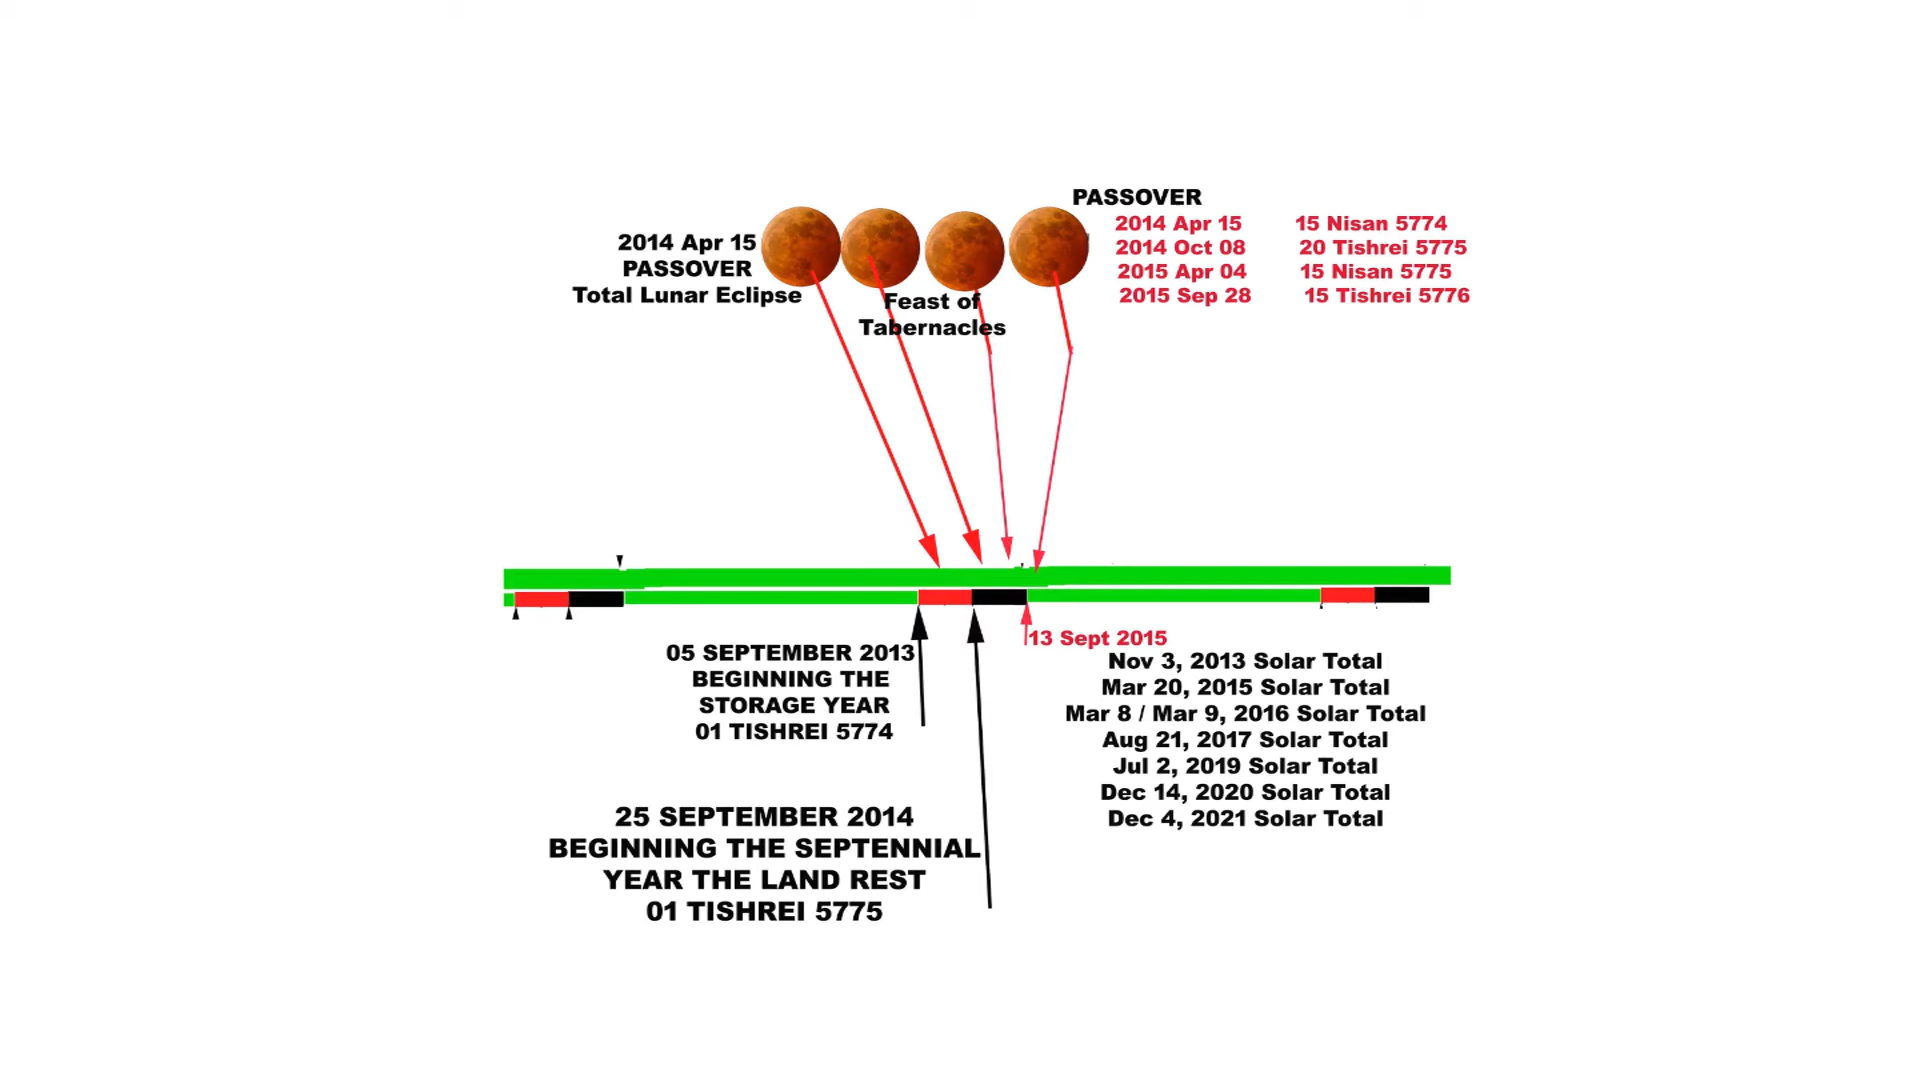 PASSOVER
2014 Apr 15 15 Nisan 5774
2014 Oct 08 20 Tishrei 5775
2015 Apr 04 15 Nisan 5775
2015 Sep 28 15 Tishrei 5776
2014 Apr 15
PASSOVER
Total Lunar Eclipse
Feast of
Tabernacles
13 Sept 2015
05 SEPTEMBER 2013
BEGINNING THE
STORAGE YEAR
01 TISHREI 5774
Nov 3, 2013 Solar Total
Mar 20, 2015 Solar Total
Mar 8 / Mar 9, 2016 Solar Total
Aug 21, 2017 Solar Total
Jul 2, 2019 Solar Total
Dec 14, 2020 Solar Total
Dec 4, 2021 Solar Total
25 SEPTEMBER 2014
BEGINNING THE SEPTENNIAL
YEAR THE LAND REST
01 TISHREI 5775